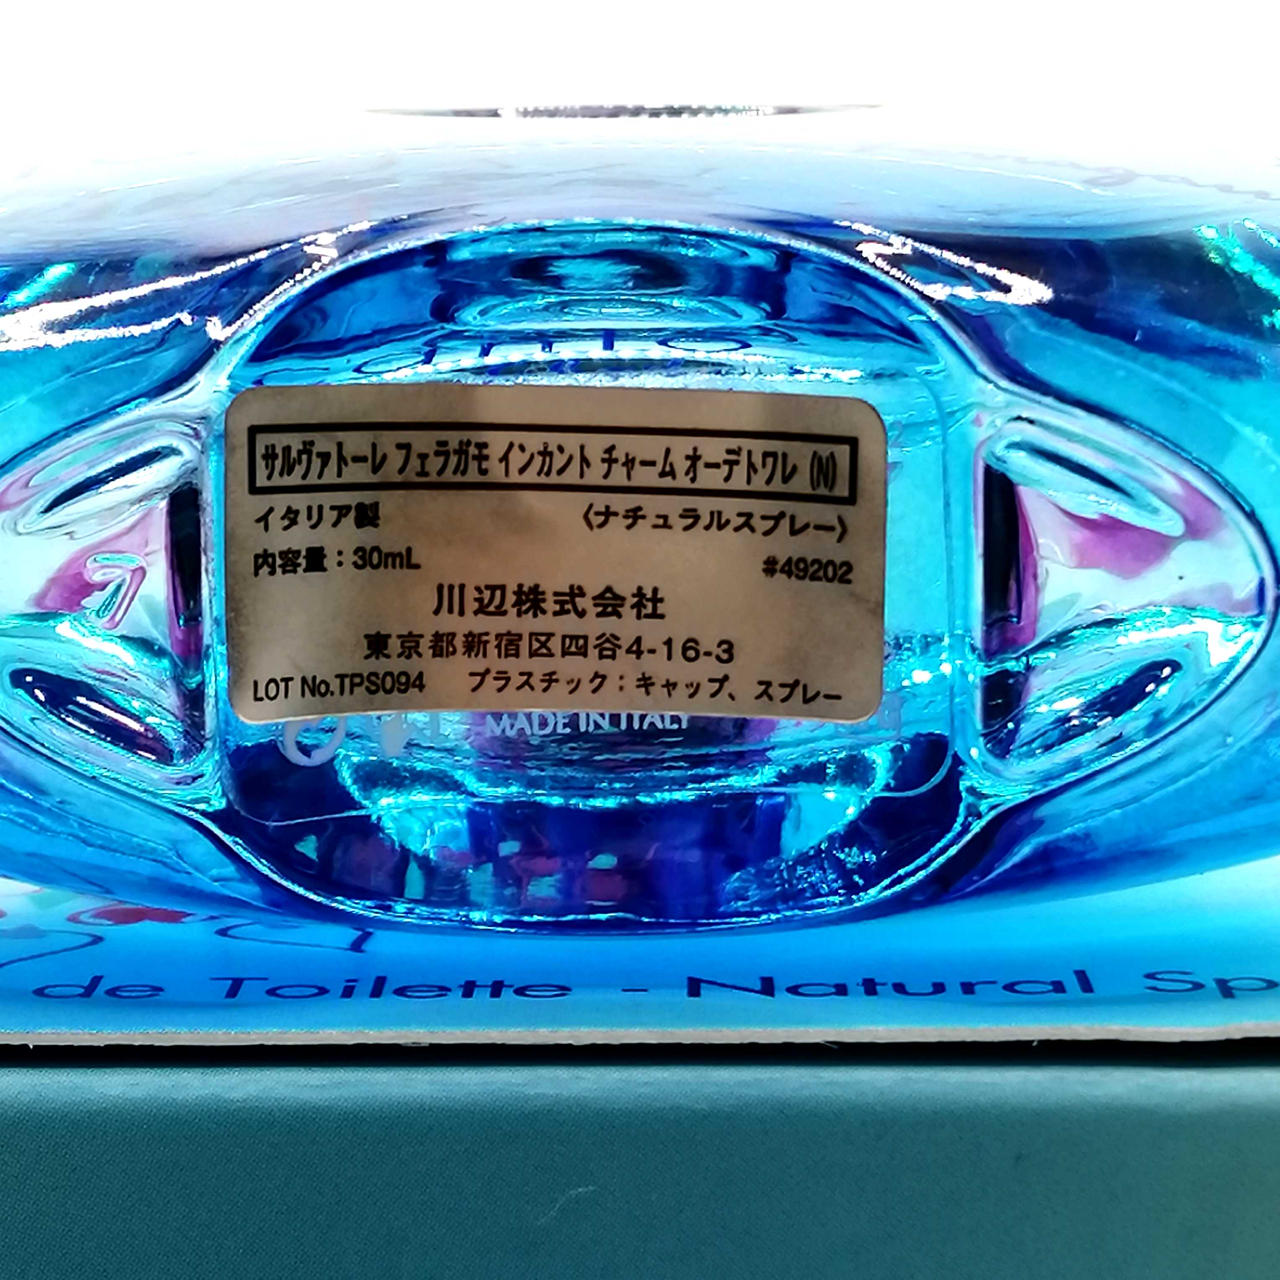 サルヴァトーレ フェラガモ インカント チャーム オーデトワレ (N)
イタリア製 〈ナチュラルスプレー〉
内容量：30mL #49202
川辺株式会社
東京都新宿区四谷4-16-3
LOT No.TPS094 プラスチック：キャップ、スプレー
MADE IN ITALY
de Toilette - Natural Sp